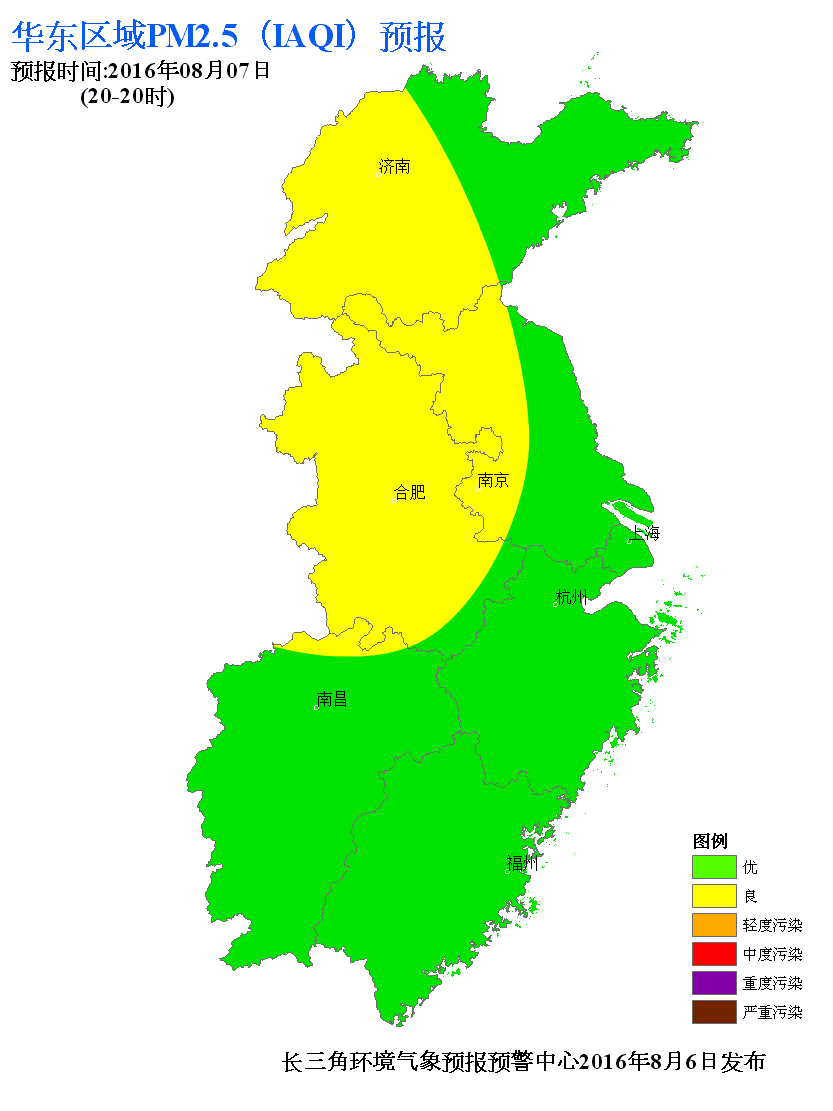 华东区域PM2.5（IAQI）预报
预报时间:2016年08月07日
(20-20时)
济南
合肥
南京
上海
杭州
南昌
福州
图例
优
良
轻度污染
中度污染
重度污染
严重污染
长三角环境气象预报预警中心2016年8月6日发布